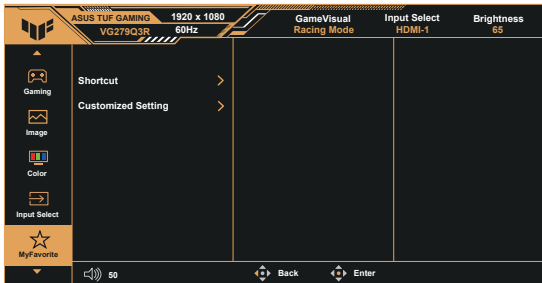 ASUS TUF GAMING 1920 x 1080
VG279Q3R 60Hz
GameVisual
Racing Mode
Input Select
HDMI-1
Brightness
65
Gaming
Image
Color
Input Select
MyFavorite
Shortcut
Customized Setting
50
Back
Enter